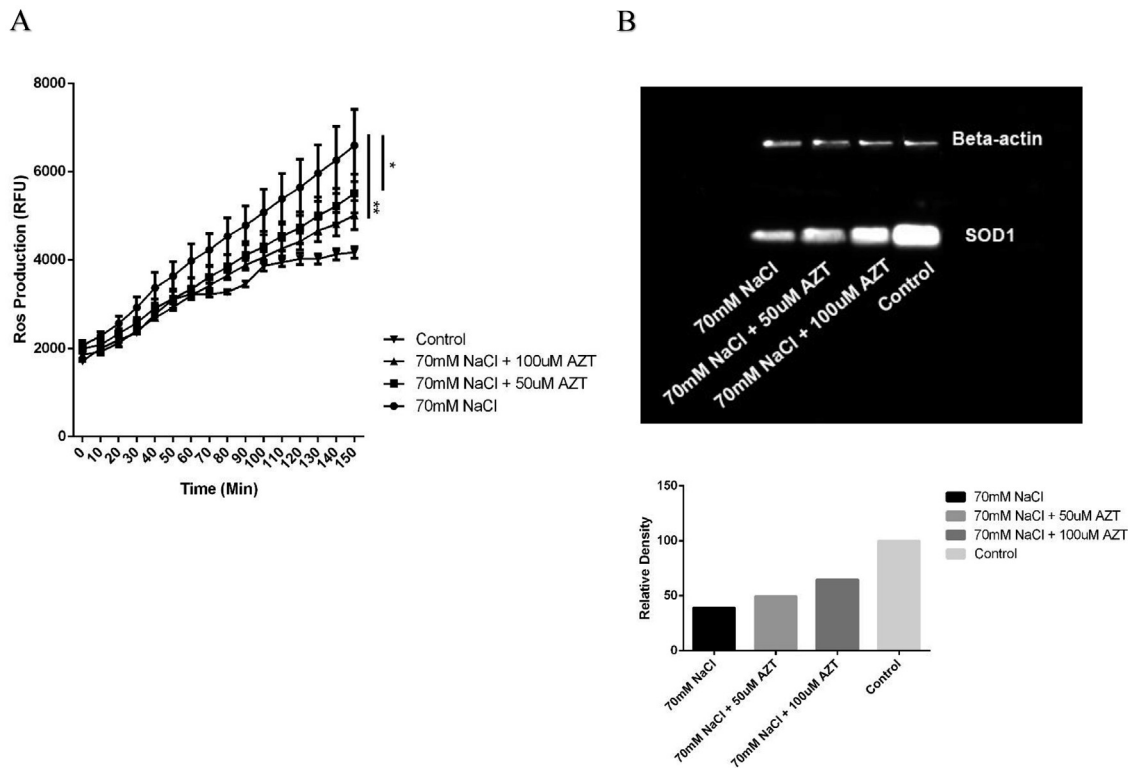 A
8000
6000
4000
2000
0
Ros Production (RFU)
0
10
20
30
40
50
60
70
80
90
100
110
120
130
140
150
Time (Min)
*
**
Control
70mM NaCl + 100uM AZT
70mM NaCl + 50uM AZT
70mM NaCl
B
Beta-actin
SOD1
70mM NaCl
70mM NaCl + 50uM AZT
70mM NaCl + 100uM AZT
Control
150
100
50
0
Relative Density
70mM NaCl
70mM NaCl + 50uM AZT
70mM NaCl + 100uM AZT
Control
70mM NaCl
70mM NaCl + 50uM AZT
70mM NaCl + 100uM AZT
Control